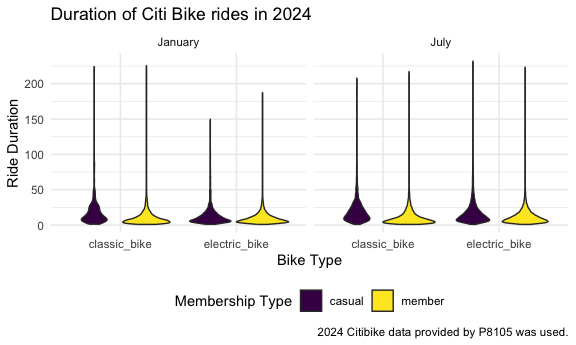 Duration of Citi Bike rides in 2024
January
July
Ride Duration
200
150
100
50
0
classic_bike
electric_bike
classic_bike
electric_bike
Bike Type
Membership Type casual member
2024 Citibike data provided by P8105 was used.